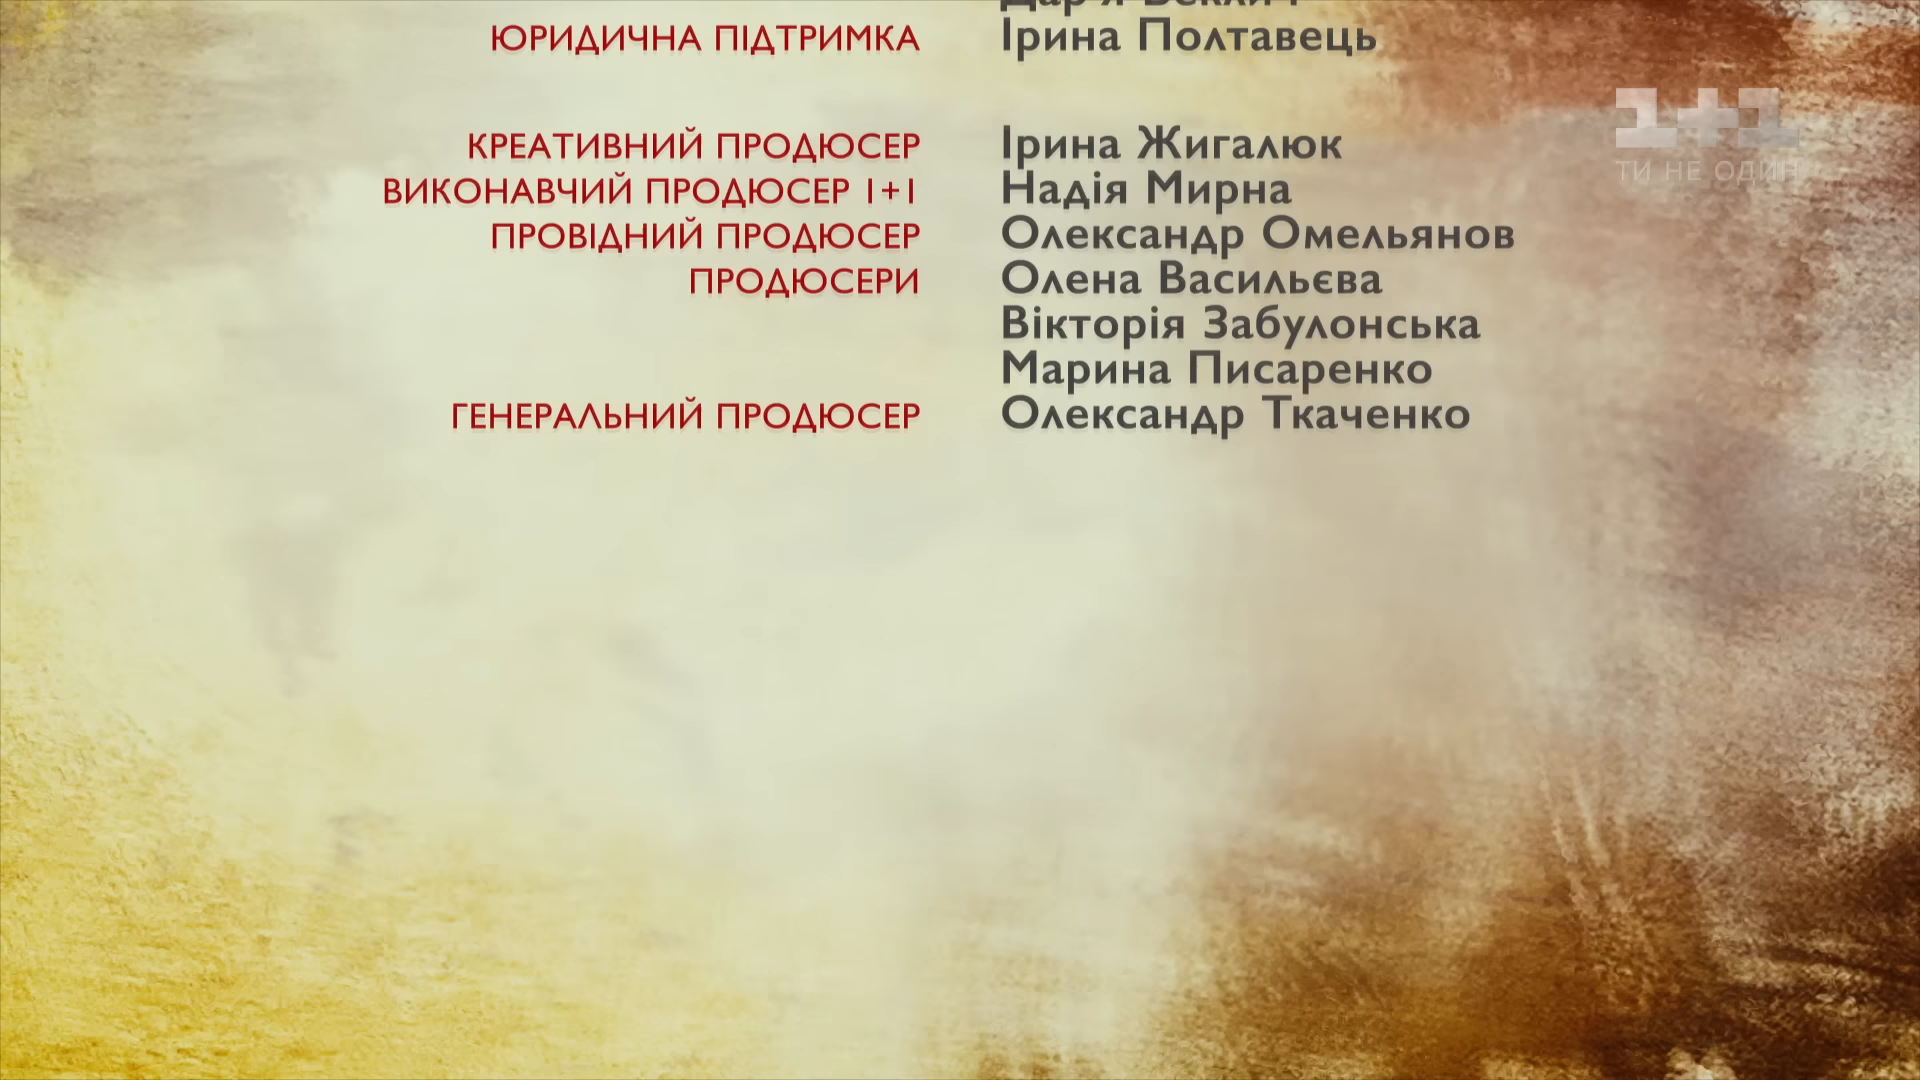 ЮРИДИЧНА ПІДТРИМКА Ірина Полтавець
КРЕАТИВНИЙ ПРОДЮСЕР Ірина Жигалюк
ВИКОНАВЧИЙ ПРОДЮСЕР 1+1 Надія Мирна
ПРОВІДНИЙ ПРОДЮСЕР Олександр Омельянов
ПРОДЮСЕРИ Олена Васильєва
Вікторія Забулонська
Марина Писаренко
ГЕНЕРАЛЬНИЙ ПРОДЮСЕР Олександр Ткаченко
1+1
ТИ НЕ ОДИН